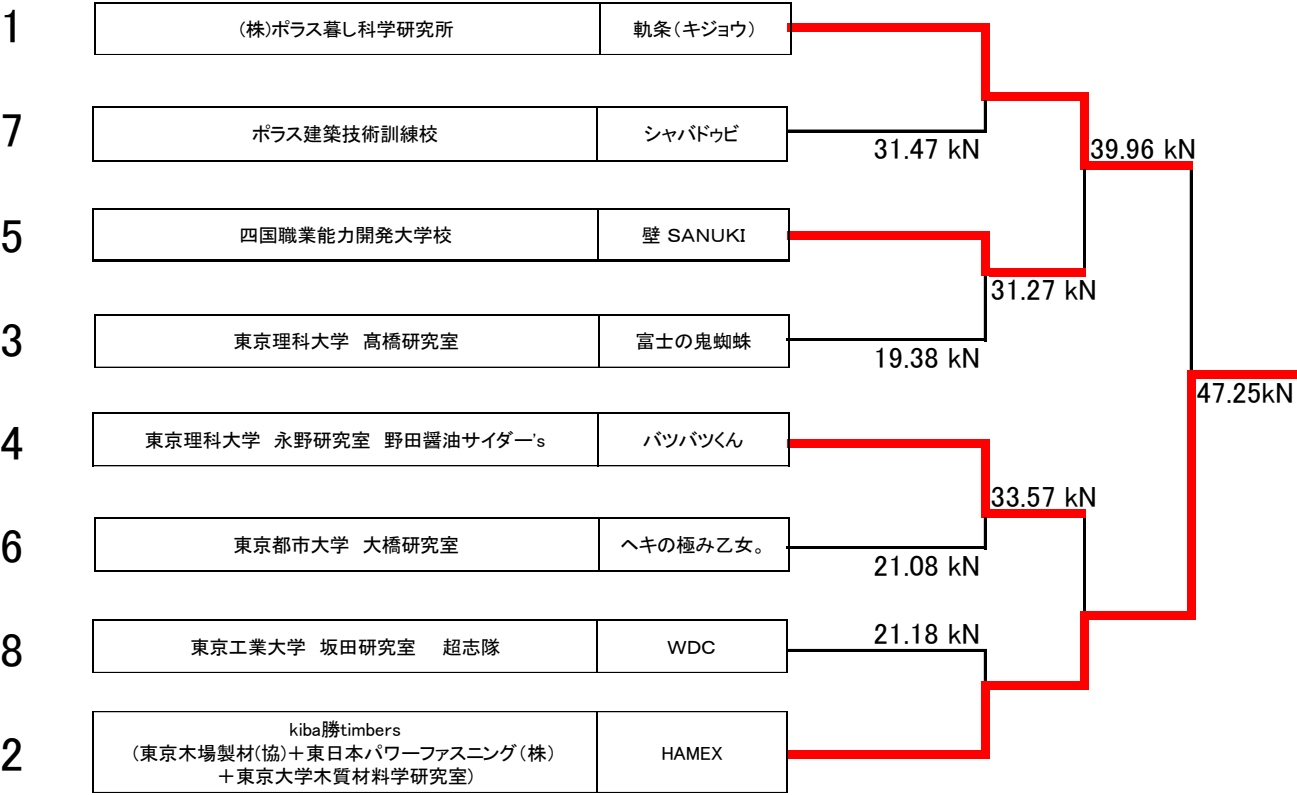 1 (株)ポラス暮し科学研究所 軌条(キジョウ)
7 ポラス建築技術訓練校 シャバドゥビ
31.47 kN
39.96 kN
5 四国職業能力開発大学校 壁 SANUKI
31.27 kN
3 東京理科大学 髙橋研究室 富士の鬼蜘蛛
19.38 kN
47.25kN
4 東京理科大学 永野研究室 野田醤油サイダー's バツバツくん
33.57 kN
6 東京都市大学 大橋研究室 ヘキの極み乙女。
21.08 kN
8 東京工業大学 坂田研究室 超志隊 WDC
21.18 kN
2 kiba勝timbers
(東京木場製材(協)+東日本パワーファスニング(株)
+東京大学木質材料学研究室)
HAMEX